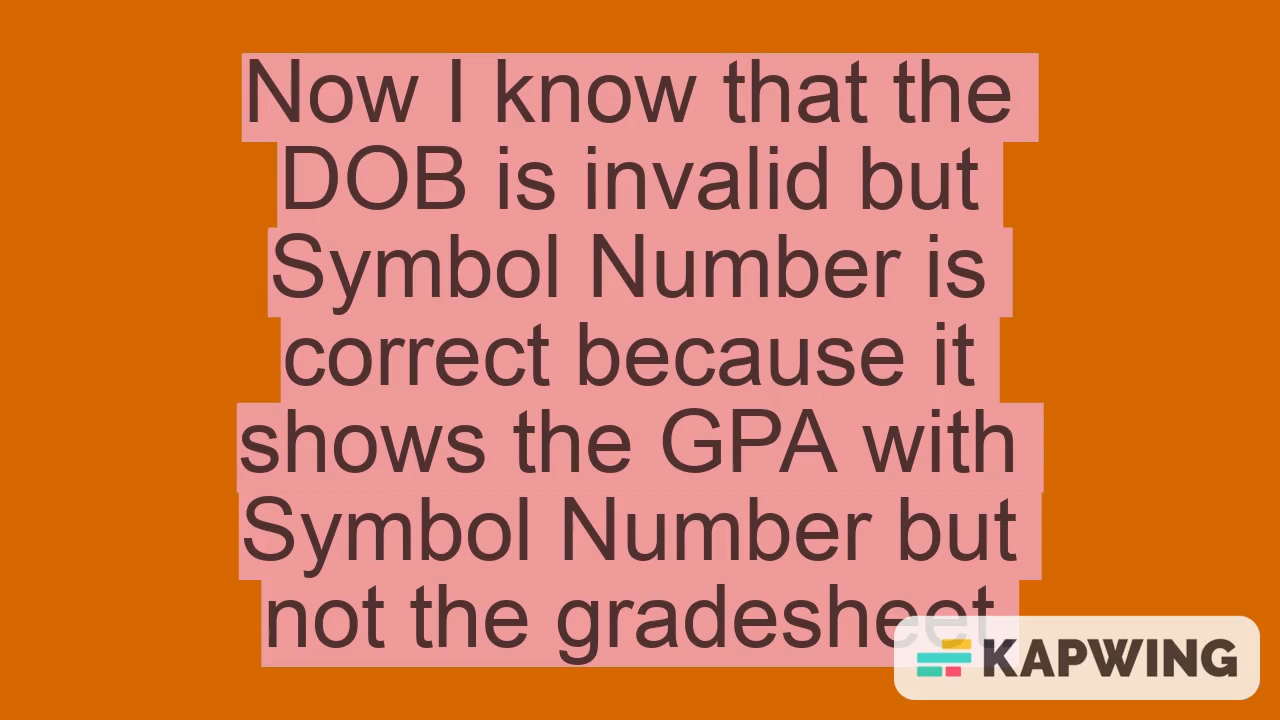 Now I know that the
DOB is invalid but
Symbol Number is
correct because it
shows the GPA with
Symbol Number but
not the gradesheet
KAPWING